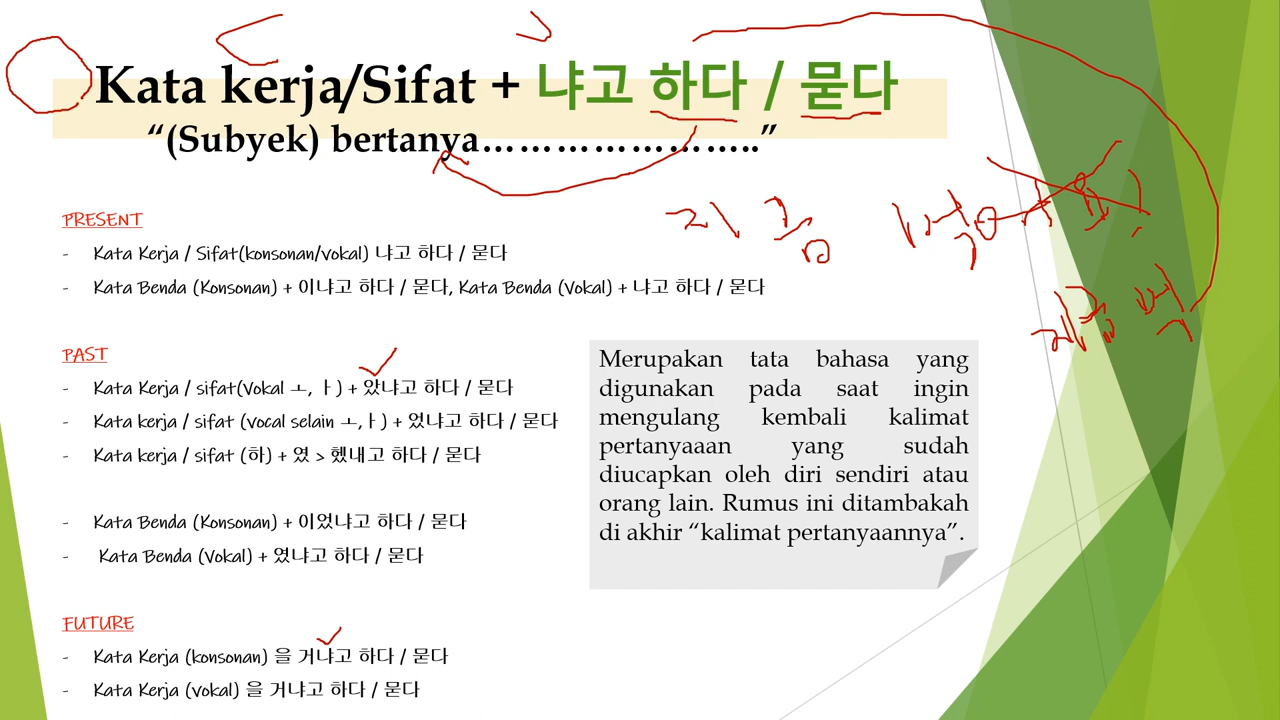 Kata kerja/Sifat + 냐고 하다 / 묻다
“(Subyek) bertanya…………………..”
PRESENT
- Kata Kerja / Sifat(konsonan/vokal) 냐고 하다 / 묻다
- Kata Benda (Konsonan) + 이냐고 하다 / 묻다, Kata Benda (Vokal) + 냐고 하다 / 묻다
PAST
- Kata Kerja / sifat(Vokal ㅗ, ㅏ) + 았냐고 하다 / 묻다
- Kata kerja / sifat (vocal selain ㅗ,ㅏ) + 었냐고 하다 / 묻다
- Kata kerja / sifat (하) + 였 > 했내고 하다 / 묻다
- Kata Benda (Konsonan) + 이었냐고 하다 / 묻다
- Kata Benda (Vokal) + 였냐고 하다 / 묻다
FUTURE
- Kata Kerja (konsonan) 을 거냐고 하다 / 묻다
- Kata Kerja (vokal) 을 거냐고 하다 / 묻다
Merupakan tata bahasa yang
digunakan pada saat ingin
mengulang kembali kalimat
pertanyaaan yang sudah
diucapkan oleh diri sendiri atau
orang lain. Rumus ini ditambakah
di akhir “kalimat pertanyaannya”.
지금